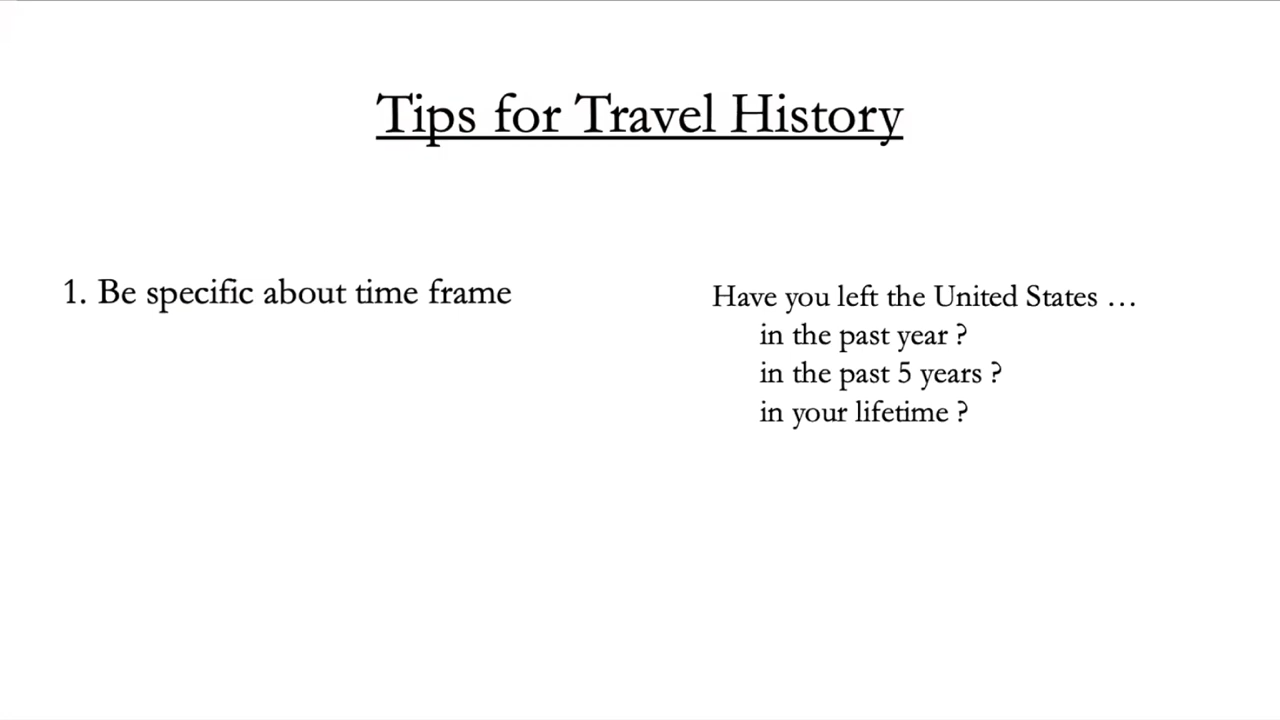 Tips for Travel History
1. Be specific about time frame
Have you left the United States …
in the past year ?
in the past 5 years ?
in your lifetime ?